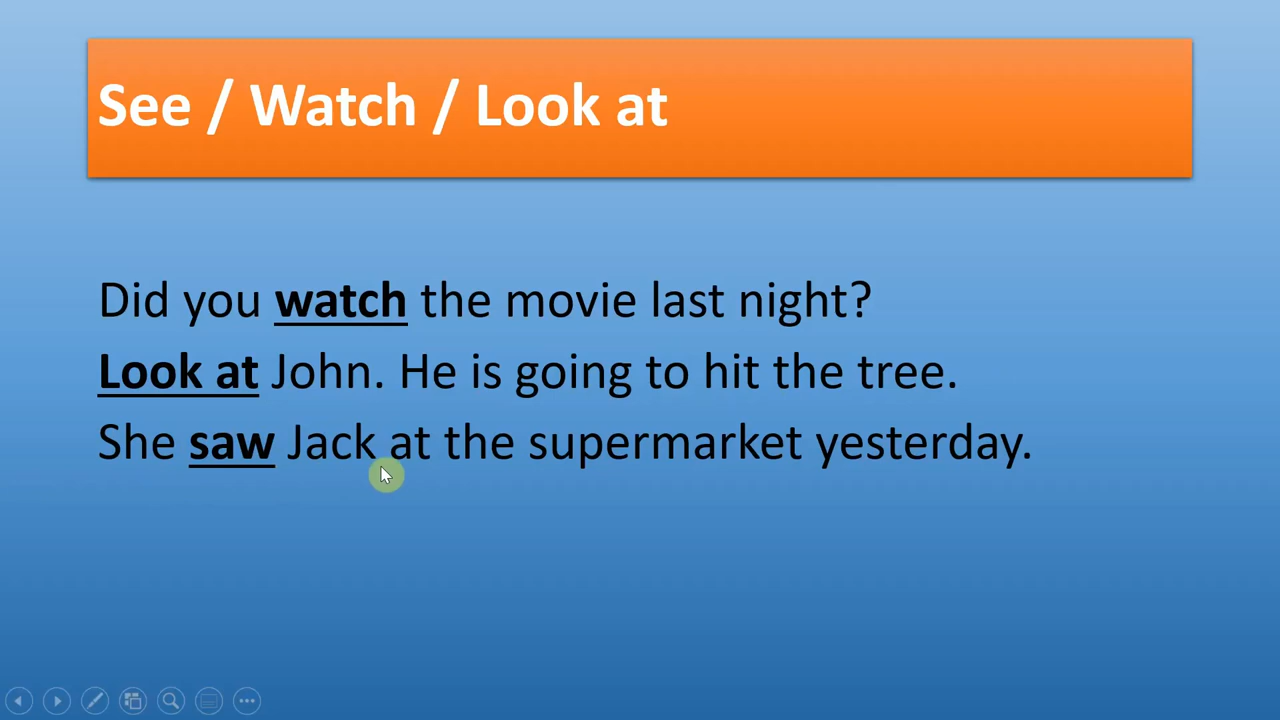 See / Watch / Look at
Did you watch the movie last night?
Look at John. He is going to hit the tree.
She saw Jack at the supermarket yesterday.